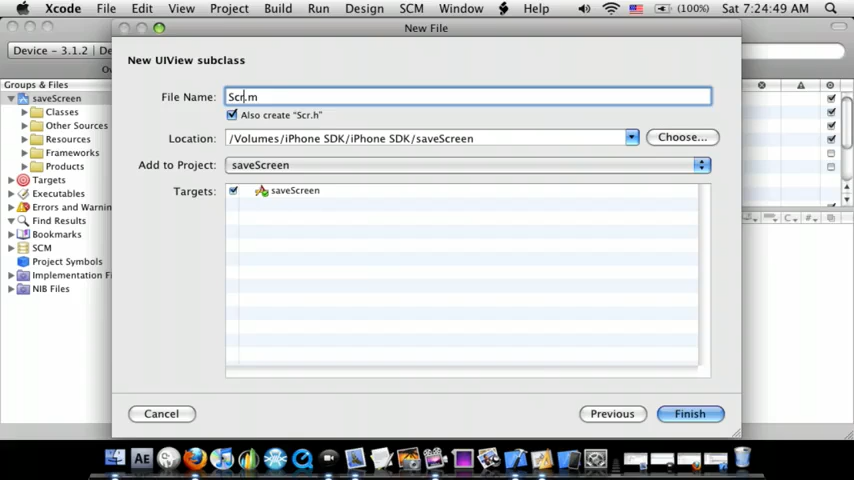 Xcode File Edit View Project Build Run Design SCM Window Help (100%) Sat 7:24:49 AM
New File
Device - 3.1.2 | De
New UIView subclass
Groups & Files
saveScreen
Classes
Other Sources
Resources
Frameworks
Products
Targets
Executables
Errors and Warnin
Find Results
Bookmarks
SCM
Project Symbols
Implementation Fi
NIB Files
File Name: Scr.m
Also create "Scr.h"
Location: /Volumes/iPhone SDK/iPhone SDK/saveScreen Choose...
Add to Project: saveScreen
Targets: saveScreen
Cancel Previous Finish
AE